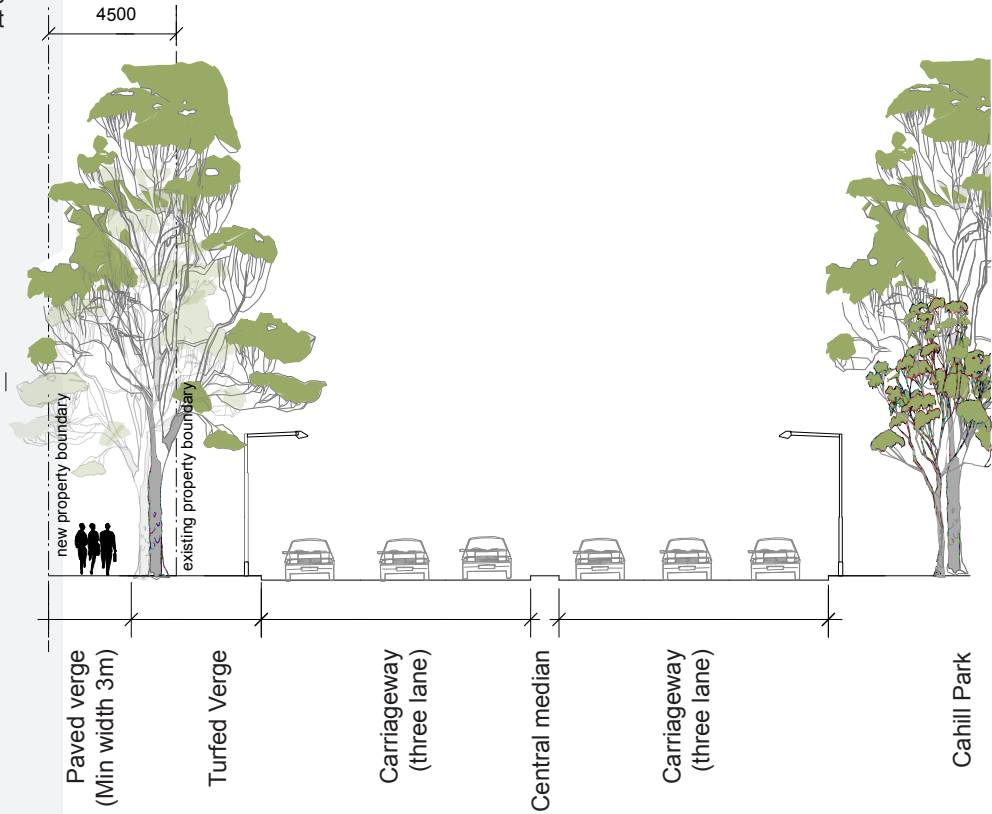 t
4500
new property boundary
existing property boundary
Paved verge
(Min width 3m)
Turfed Verge
Carriageway
(three lane)
Central median
Carriageway
(three lane)
Cahill Park